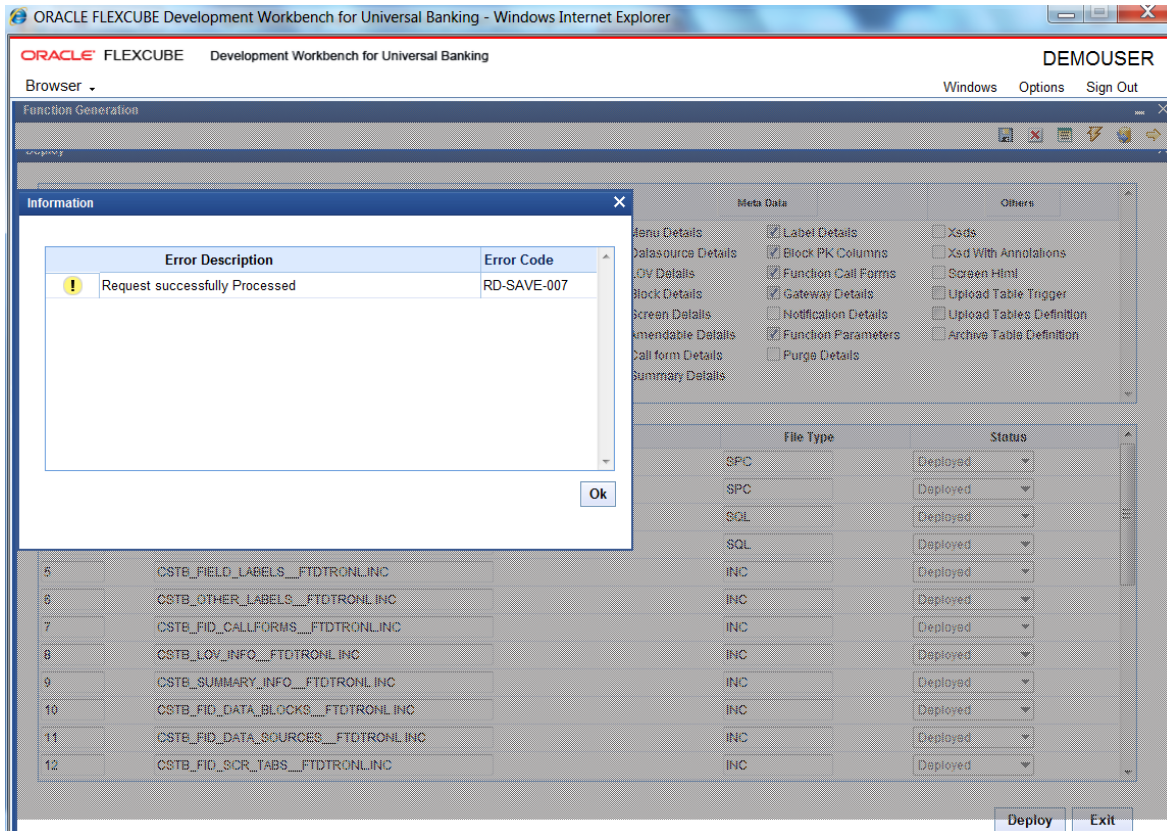 ORACLE FLEXCUBE Development Workbench for Universal Banking - Windows Internet Explorer
ORACLE FLEXCUBE Development Workbench for Universal Banking
DEMOUSER
Browser
Windows Options Sign Out
Function Generation
Deploy
Information
Error Description Error Code
! Request successfully Processed RD-SAVE-007
Ok
Meta Data Others
Menu Details Label Details Xsds
Datasource Details Block PK Columns Xsd With Annotations
LOV Details Function Call Forms Screen Html
Block Details Gateway Details Upload Table Trigger
Screen Details Notification Details Upload Tables Definition
Amendable Details Function Parameters Archive Table Definition
Call form Details Purge Details
Summary Details
File Type Status
SPC Deployed
SPC Deployed
SQL Deployed
SQL Deployed
5 CSTB_FIELD_LABELS__FTDTRONL.INC INC Deployed
6 CSTB_OTHER_LABELS__FTDTRONL.INC INC Deployed
7 CSTB_FID_CALLFORMS__FTDTRONL.INC INC Deployed
8 CSTB_LOV_INFO__FTDTRONL.INC INC Deployed
9 CSTB_SUMMARY_INFO__FTDTRONL.INC INC Deployed
10 CSTB_FID_DATA_BLOCKS__FTDTRONL.INC INC Deployed
11 CSTB_FID_DATA_SOURCES__FTDTRONL.INC INC Deployed
12 CSTB_FID_SCR_TABS__FTDTRONL.INC INC Deployed
Deploy Exit